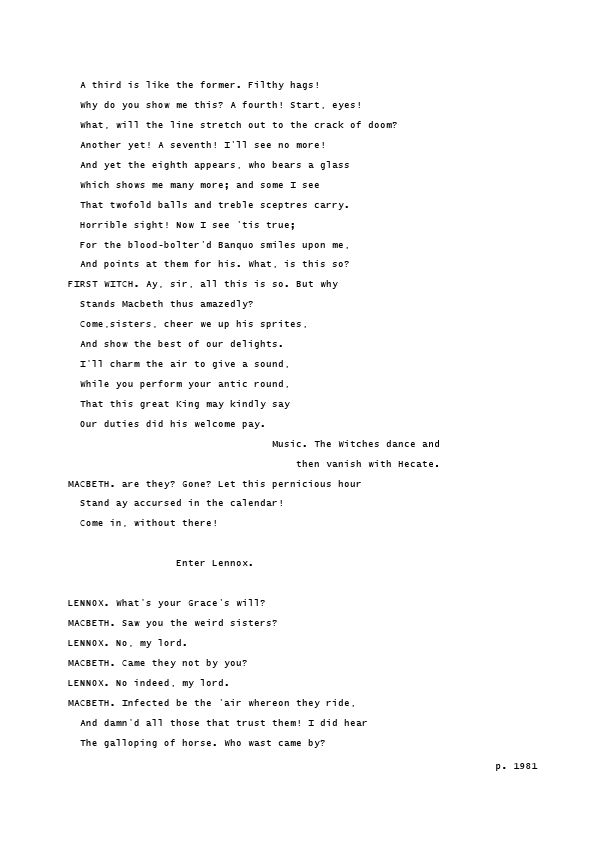 A third is like the former. Filthy hags!
Why do you show me this? A fourth! Start, eyes!
What, will the line stretch out to the crack of doom?
Another yet! A seventh! I'll see no more!
And yet the eighth appears, who bears a glass
Which shows me many more; and some I see
That twofold balls and treble sceptres carry.
Horrible sight! Now I see 'tis true;
For the blood-bolter'd Banquo smiles upon me,
And points at them for his. What, is this so?
FIRST WITCH. Ay, sir, all this is so. But why
Stands Macbeth thus amazedly?
Come,sisters, cheer we up his sprites,
And show the best of our delights.
I'll charm the air to give a sound,
While you perform your antic round,
That this great King may kindly say
Our duties did his welcome pay.
Music. The Witches dance and
then vanish with Hecate.
MACBETH. are they? Gone? Let this pernicious hour
Stand ay accursed in the calendar!
Come in, without there!
Enter Lennox.
LENNOX. What's your Grace's will?
MACBETH. Saw you the weird sisters?
LENNOX. No, my lord.
MACBETH. Came they not by you?
LENNOX. No indeed, my lord.
MACBETH. Infected be the 'air whereon they ride,
And damn'd all those that trust them! I did hear
The galloping of horse. Who wast came by?
p. 1981